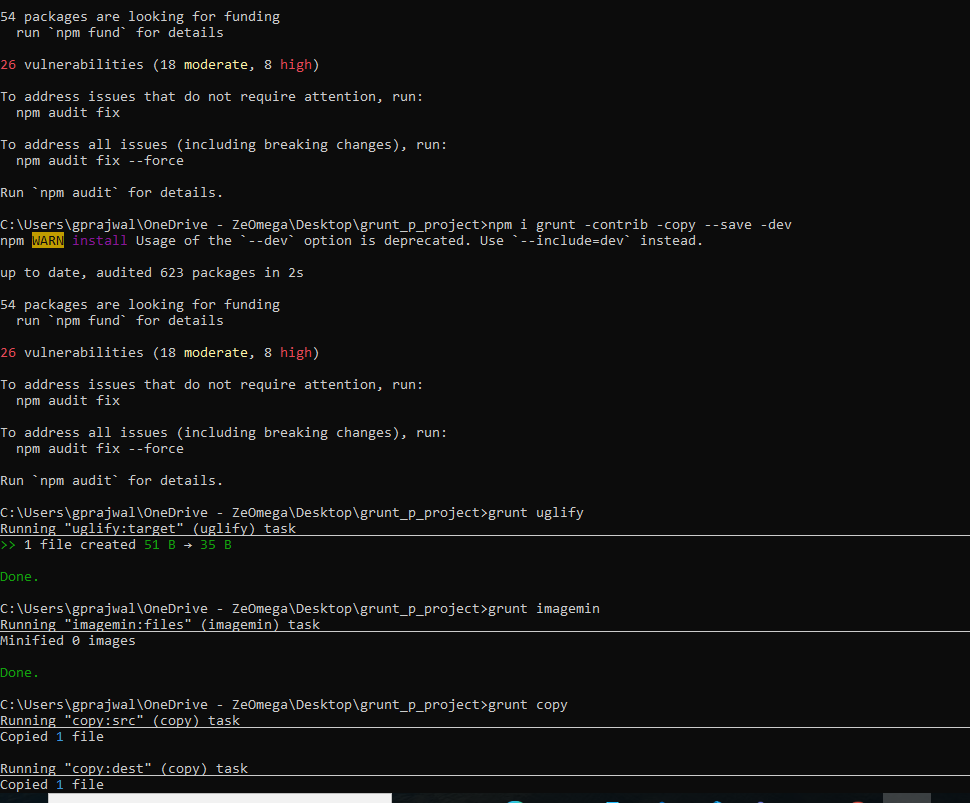 54 packages are looking for funding
  run `npm fund` for details
26 vulnerabilities (18 moderate, 8 high)
To address issues that do not require attention, run:
  npm audit fix
To address all issues (including breaking changes), run:
  npm audit fix --force
Run `npm audit` for details.
C:\Users\gprajwal\OneDrive - ZeOmega\Desktop\grunt_p_project>npm i grunt -contrib -copy --save -dev
npm WARN install Usage of the `--dev` option is deprecated. Use `--include=dev` instead.
up to date, audited 623 packages in 2s
54 packages are looking for funding
  run `npm fund` for details
26 vulnerabilities (18 moderate, 8 high)
To address issues that do not require attention, run:
  npm audit fix
To address all issues (including breaking changes), run:
  npm audit fix --force
Run `npm audit` for details.
C:\Users\gprajwal\OneDrive - ZeOmega\Desktop\grunt_p_project>grunt uglify
Running "uglify:target" (uglify) task
>> 1 file created 51 B → 35 B
Done.
C:\Users\gprajwal\OneDrive - ZeOmega\Desktop\grunt_p_project>grunt imagemin
Running "imagemin:files" (imagemin) task
Minified 0 images
Done.
C:\Users\gprajwal\OneDrive - ZeOmega\Desktop\grunt_p_project>grunt copy
Running "copy:src" (copy) task
Copied 1 file
Running "copy:dest" (copy) task
Copied 1 file